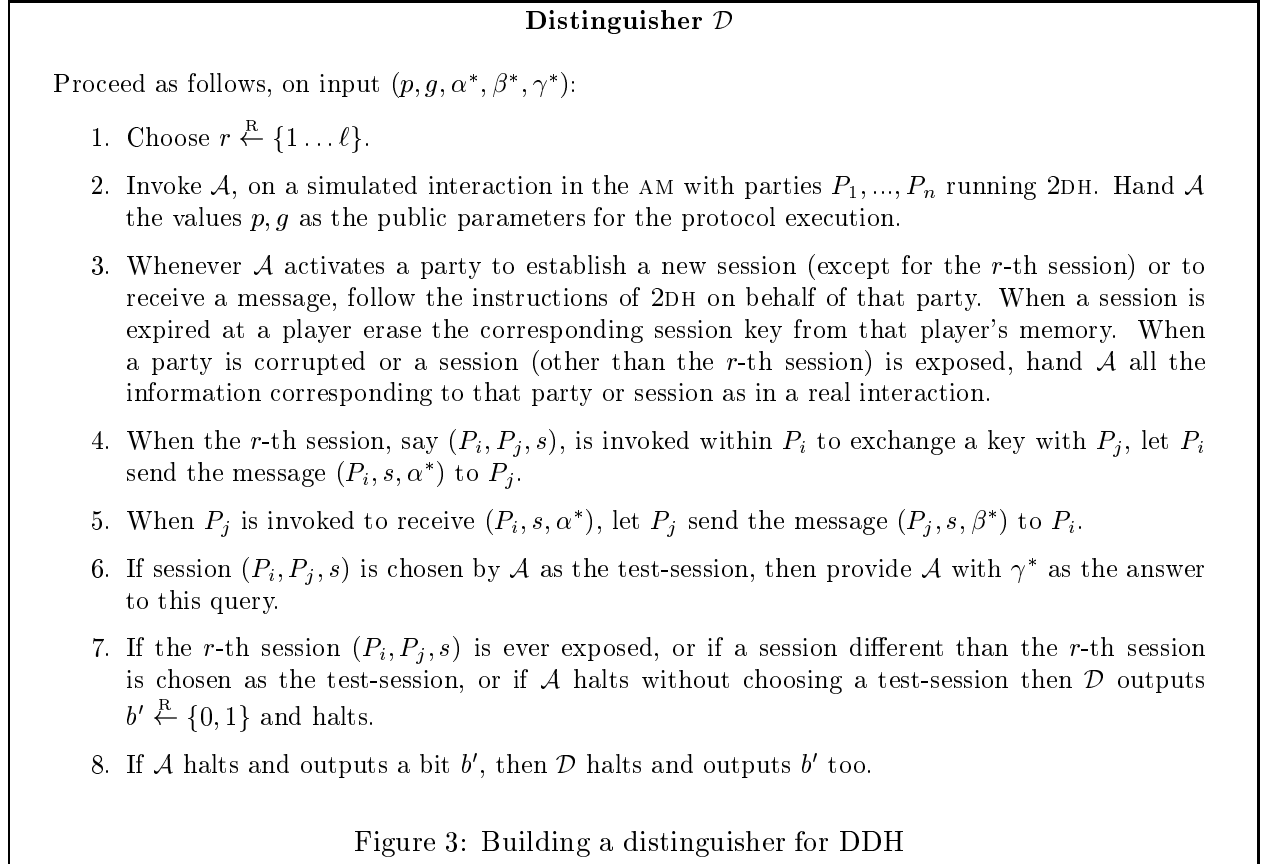 Distinguisher 𝒟
Proceed as follows, on input (p, g, α*, β*, γ*):
1. Choose r ←ᴿ {1 . . . ℓ}.
2. Invoke 𝒜, on a simulated interaction in the AM with parties P₁, ..., Pₙ running 2DH. Hand 𝒜
the values p, g as the public parameters for the protocol execution.
3. Whenever 𝒜 activates a party to establish a new session (except for the r-th session) or to
receive a message, follow the instructions of 2DH on behalf of that party. When a session is
expired at a player erase the corresponding session key from that player's memory. When
a party is corrupted or a session (other than the r-th session) is exposed, hand 𝒜 all the
information corresponding to that party or session as in a real interaction.
4. When the r-th session, say (Pᵢ, Pⱼ, s), is invoked within Pᵢ to exchange a key with Pⱼ, let Pᵢ
send the message (Pᵢ, s, α*) to Pⱼ.
5. When Pⱼ is invoked to receive (Pᵢ, s, α*), let Pⱼ send the message (Pⱼ, s, β*) to Pᵢ.
6. If session (Pᵢ, Pⱼ, s) is chosen by 𝒜 as the test-session, then provide 𝒜 with γ* as the answer
to this query.
7. If the r-th session (Pᵢ, Pⱼ, s) is ever exposed, or if a session different than the r-th session
is chosen as the test-session, or if 𝒜 halts without choosing a test-session then 𝒟 outputs
b′ ←ᴿ {0, 1} and halts.
8. If 𝒜 halts and outputs a bit b′, then 𝒟 halts and outputs b′ too.
Figure 3: Building a distinguisher for DDH